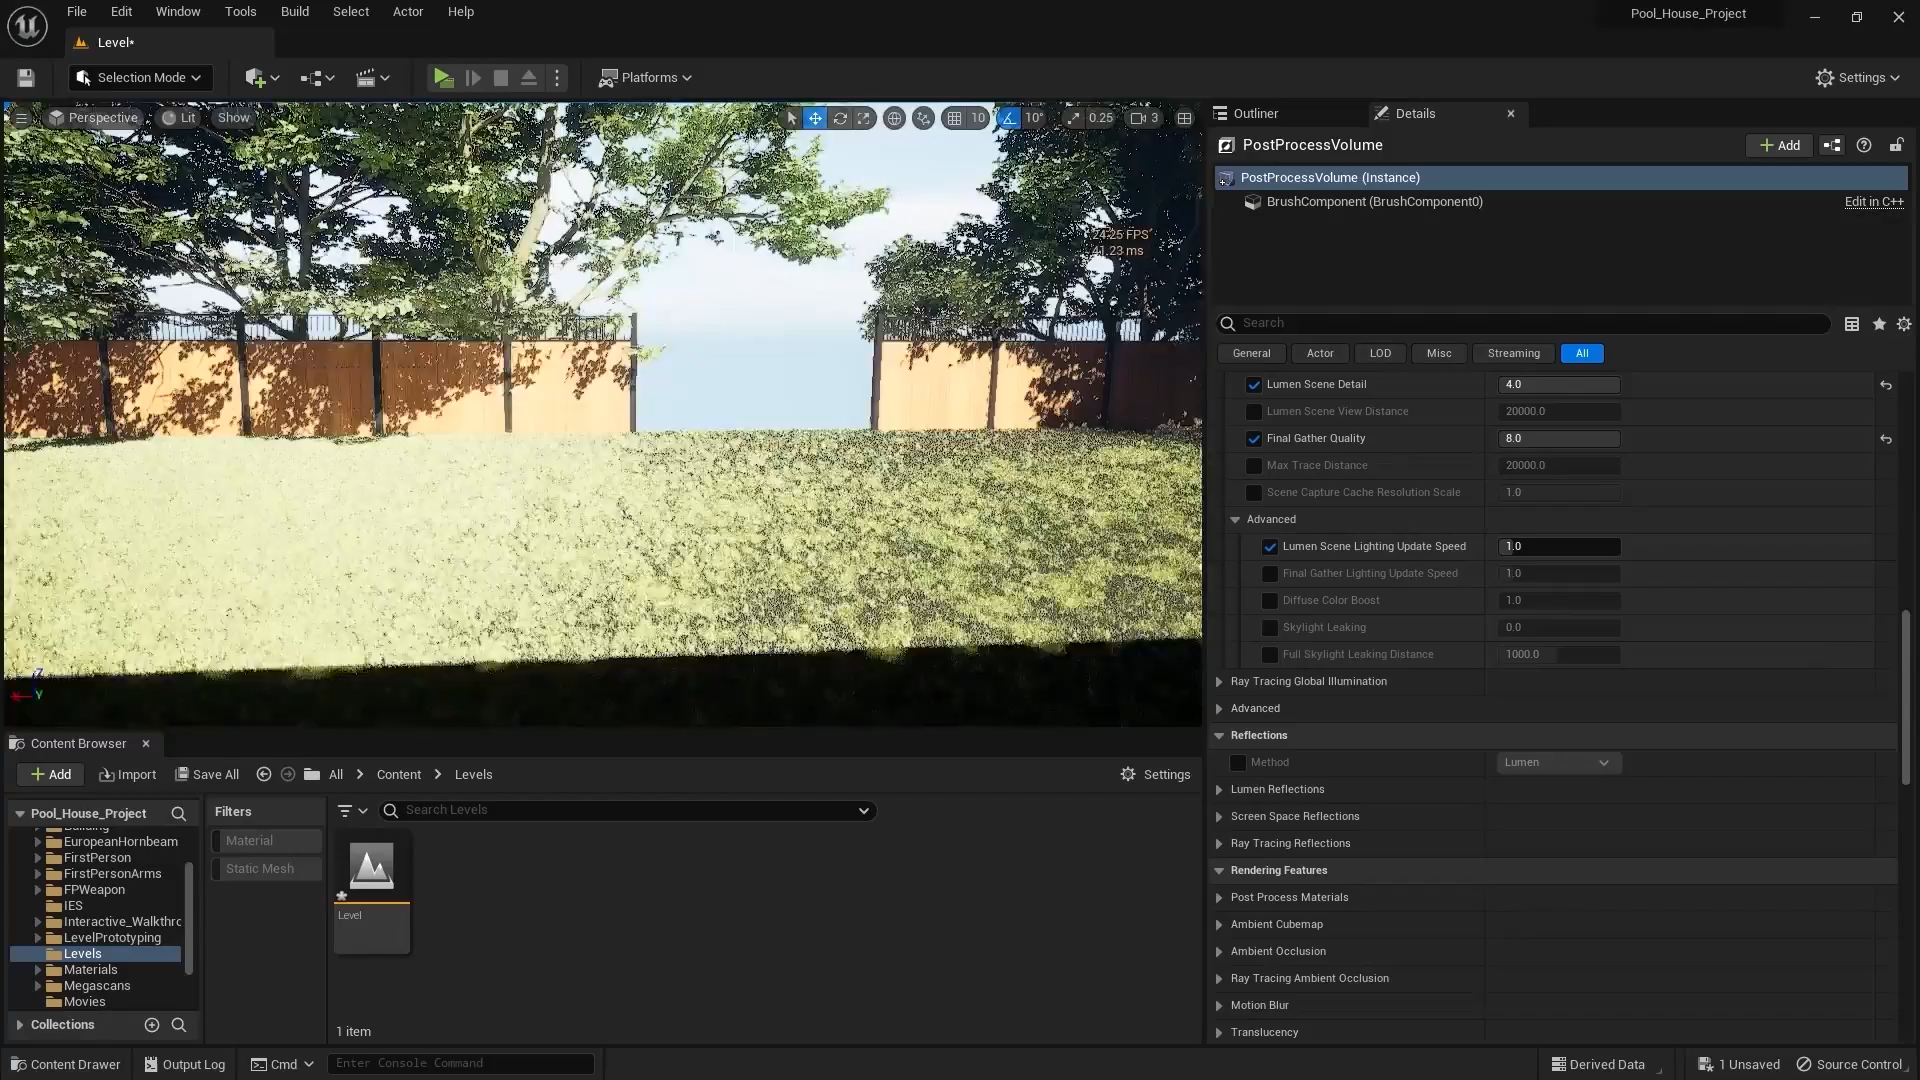 File Edit Window Tools Build Select Actor Help
Pool_House_Project
Level*
Selection Mode
Platforms
Settings
Perspective Lit Show
10 10° 0.25 3
24.25 FPS
41.23 ms
Outliner Details
PostProcessVolume
Add
PostProcessVolume (Instance)
BrushComponent (BrushComponent0) Edit in C++
Search
General Actor LOD Misc Streaming All
Lumen Scene Detail 4.0
Lumen Scene View Distance 20000.0
Final Gather Quality 8.0
Max Trace Distance 20000.0
Scene Capture Cache Resolution Scale 1.0
Advanced
Lumen Scene Lighting Update Speed 1.0
Final Gather Lighting Update Speed 1.0
Diffuse Color Boost 1.0
Skylight Leaking 0.0
Full Skylight Leaking Distance 1000.0
Ray Tracing Global Illumination
Advanced
Reflections
Method Lumen
Lumen Reflections
Screen Space Reflections
Ray Tracing Reflections
Rendering Features
Post Process Materials
Ambient Cubemap
Ambient Occlusion
Ray Tracing Ambient Occlusion
Motion Blur
Translucency
Z
X Y
Content Browser
Add Import Save All All Content Levels Settings
Pool_House_Project
Building
EuropeanHornbeam
FirstPerson
FirstPersonArms
FPWeapon
IES
Interactive_Walkthrc
LevelPrototyping
Levels
Materials
Megascans
Movies
Collections
Filters
Material
Static Mesh
Search Levels
Level
1 item
Content Drawer Output Log Cmd Enter Console Command Derived Data 1 Unsaved Source Control